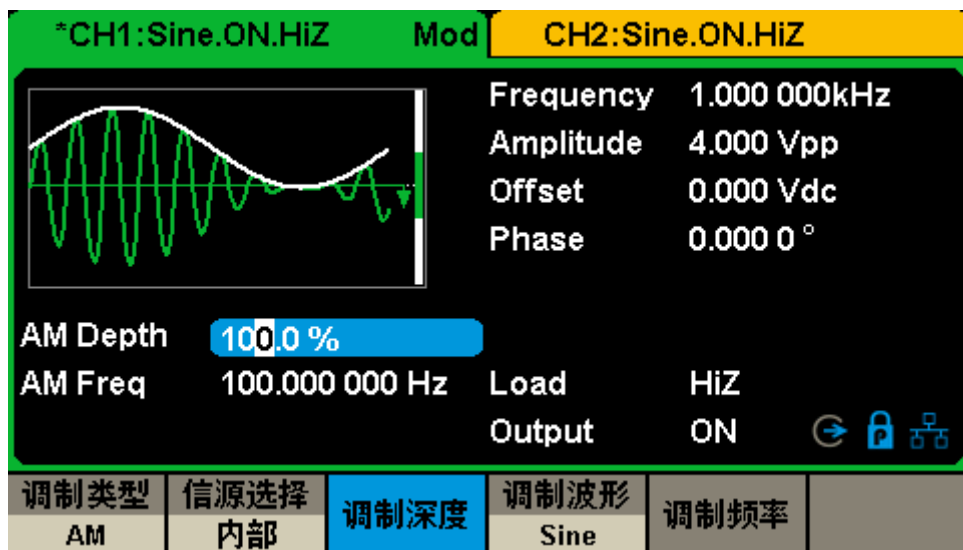 *CH1:Sine.ON.HiZ Mod CH2:Sine.ON.HiZ
Frequency 1.000 000kHz
Amplitude 4.000 Vpp
Offset 0.000 Vdc
Phase 0.000 0 °
AM Depth 100.0 %
AM Freq 100.000 000 Hz Load HiZ
Output ON P
调制类型 信源选择 调制深度 调制波形 调制频率
AM 内部 Sine